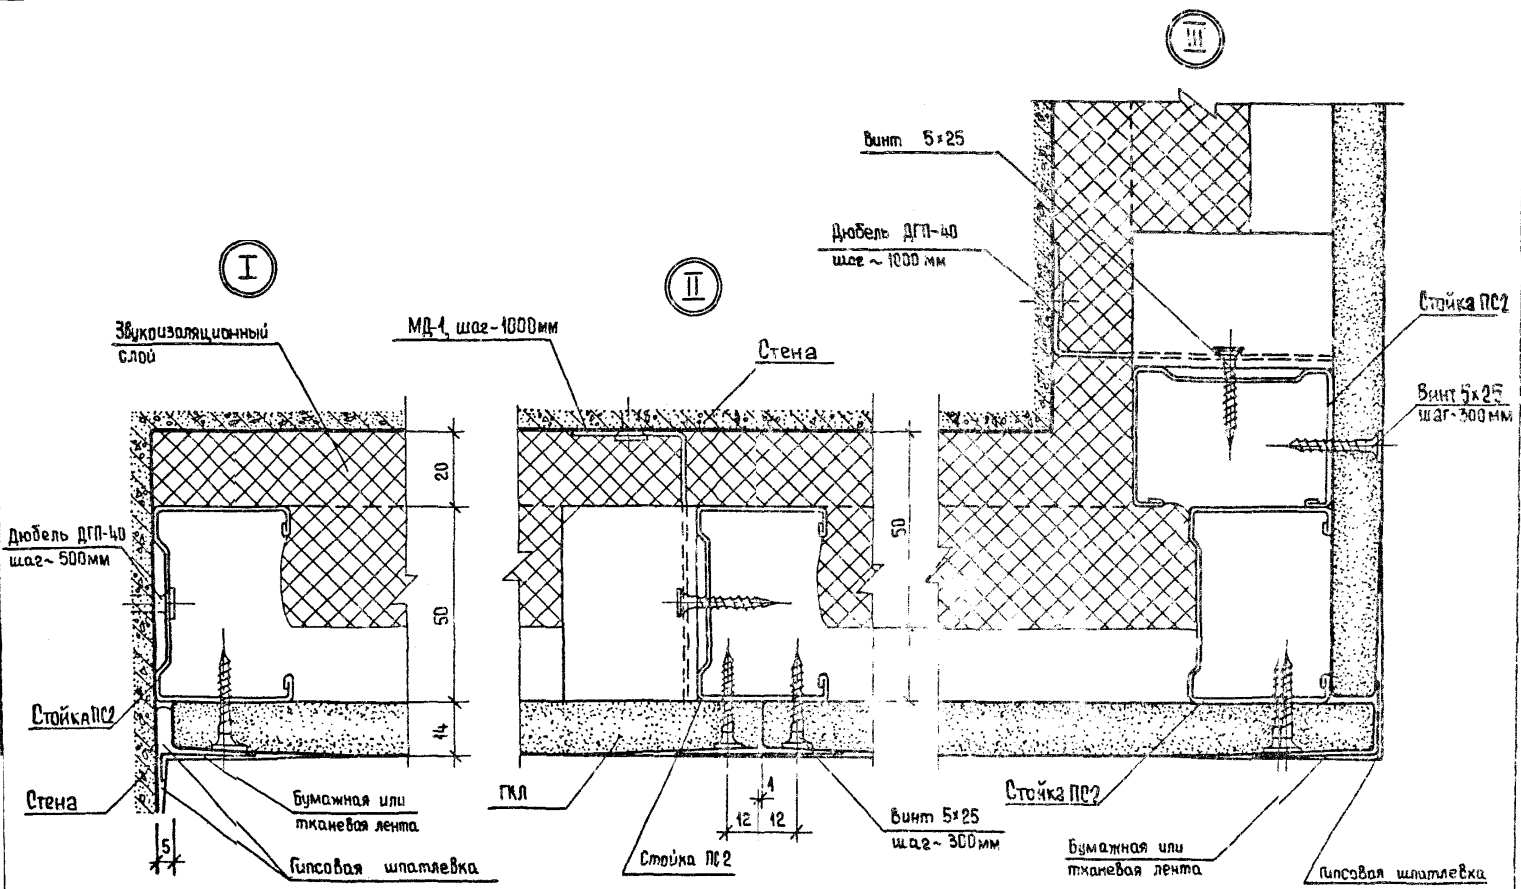 III
Винт 5×25
Дюбель ДГП-40
шаг ~ 1000 мм
I
II
Звукоизоляционный
слой
МД-1, шаг~1000мм
Стена
Стойка ПС2
Винт 5×25
шаг~300мм
20
50
50
14
Дюбель ДГП-40
шаг~ 500мм
Стойка ПС2
Стена
5
Бумажная или
тканевая лента
Гипсовая шпатлевка
ГКЛ
1
12
12
Стойка ПС2
Винт 5×25
шаг~ 300мм
Стойка ПС2
Бумажная или
тканевая лента
Гипсовая шпатлевка